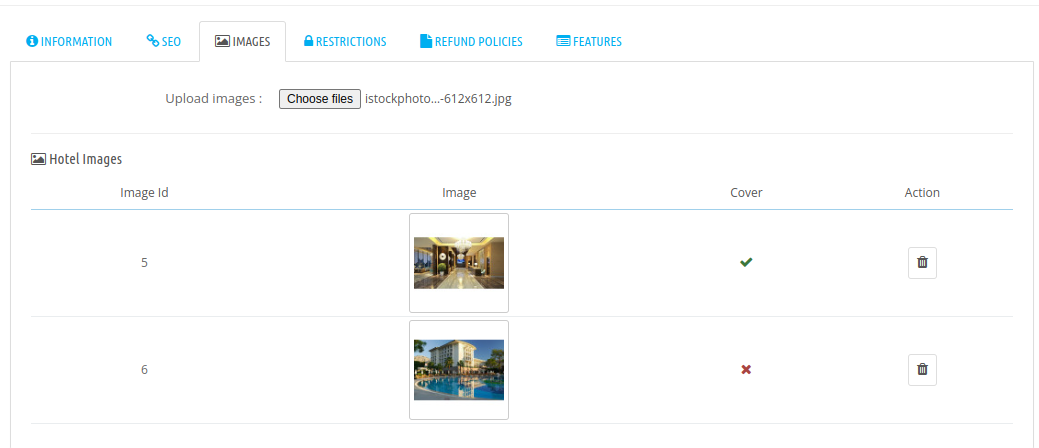 INFORMATION SEO IMAGES RESTRICTIONS REFUND POLICIES FEATURES
Upload images : Choose files istockphoto...-612x612.jpg
Hotel Images
Image Id Image Cover Action
5
6